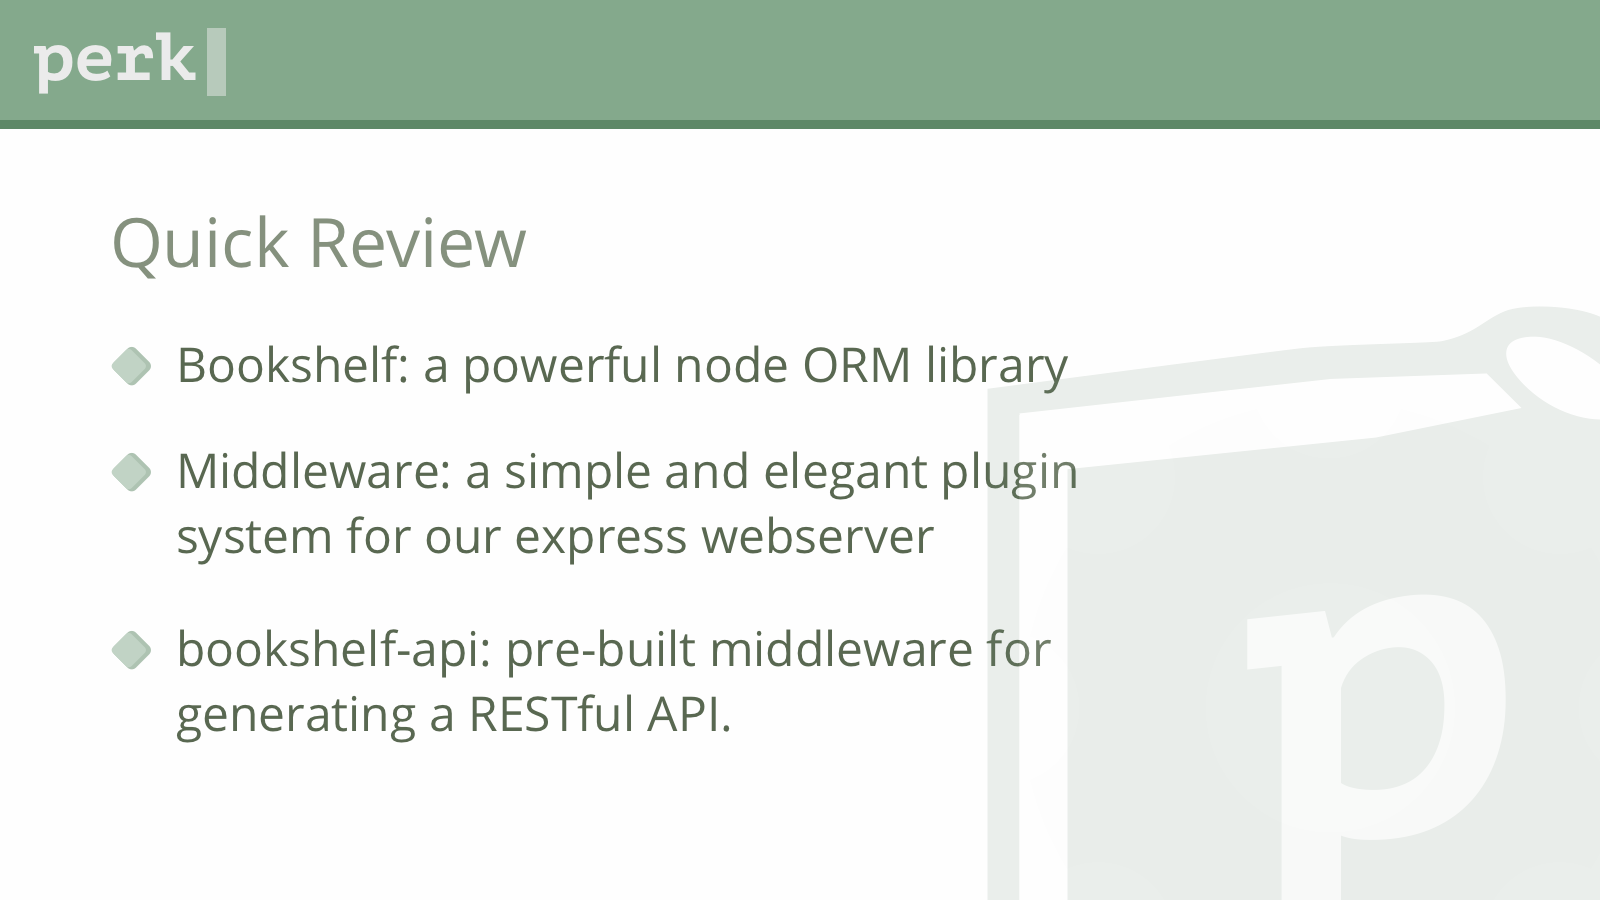 perk
Quick Review
Bookshelf: a powerful node ORM library
Middleware: a simple and elegant plugin
system for our express webserver
bookshelf-api: pre-built middleware for
generating a RESTful API.
p